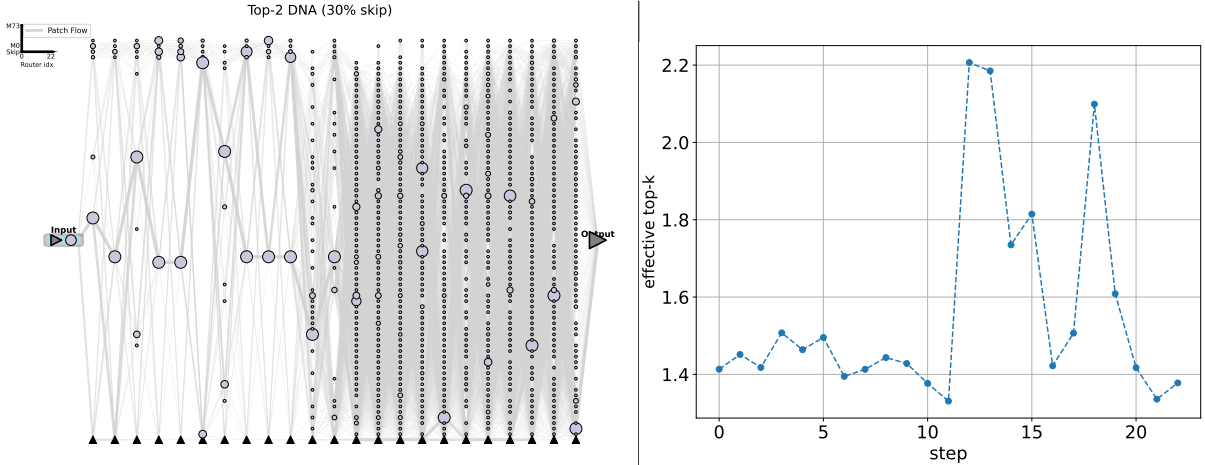 Top-2 DNA (30% skip)
M73
M0
Skip
0 22
Router idx
Patch Flow
Input
Output
effective top-k
2.2
2.0
1.8
1.6
1.4
0 5 10 15 20
step